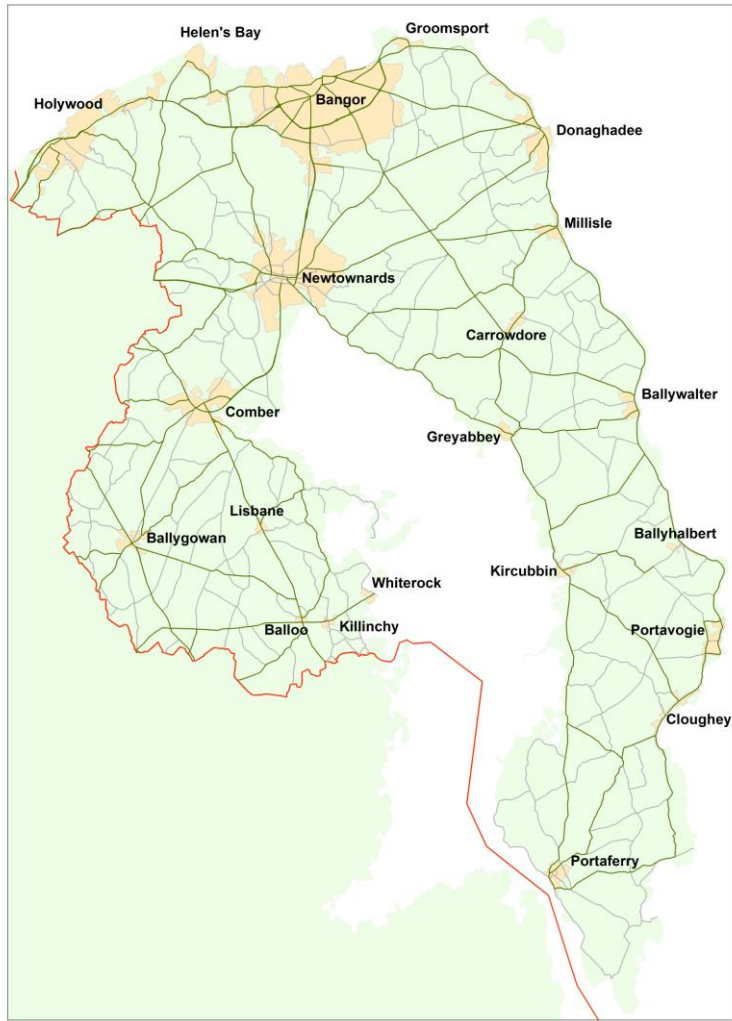 Groomsport
Helen's Bay
Holywood
Bangor
Donaghadee
Millisle
Newtownards
Carrowdore
Ballywalter
Comber
Greyabbey
Lisbane
Ballygowan
Ballyhalbert
Kircubbin
Whiterock
Balloo
Killinchy
Portavogie
Cloughey
Portaferry